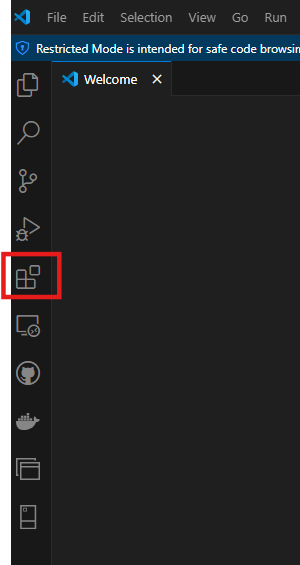 File Edit Selection View Go Run
Restricted Mode is intended for safe code browsin
Welcome